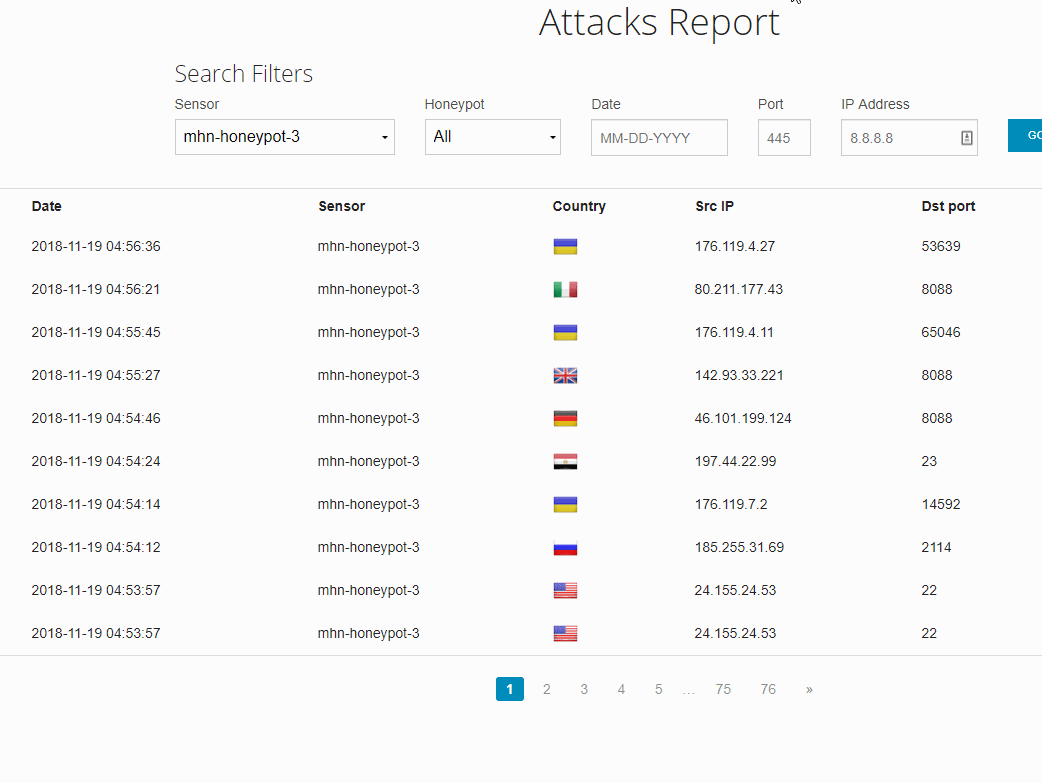 Attacks Report
Search Filters
Sensor Honeypot Date Port IP Address
mhn-honeypot-3 All MM-DD-YYYY 445 8.8.8.8 GO
Date Sensor Country Src IP Dst port
2018-11-19 04:56:36 mhn-honeypot-3 176.119.4.27 53639
2018-11-19 04:56:21 mhn-honeypot-3 80.211.177.43 8088
2018-11-19 04:55:45 mhn-honeypot-3 176.119.4.11 65046
2018-11-19 04:55:27 mhn-honeypot-3 142.93.33.221 8088
2018-11-19 04:54:46 mhn-honeypot-3 46.101.199.124 8088
2018-11-19 04:54:24 mhn-honeypot-3 197.44.22.99 23
2018-11-19 04:54:14 mhn-honeypot-3 176.119.7.2 14592
2018-11-19 04:54:12 mhn-honeypot-3 185.255.31.69 2114
2018-11-19 04:53:57 mhn-honeypot-3 24.155.24.53 22
2018-11-19 04:53:57 mhn-honeypot-3 24.155.24.53 22
1 2 3 4 5 … 75 76 »